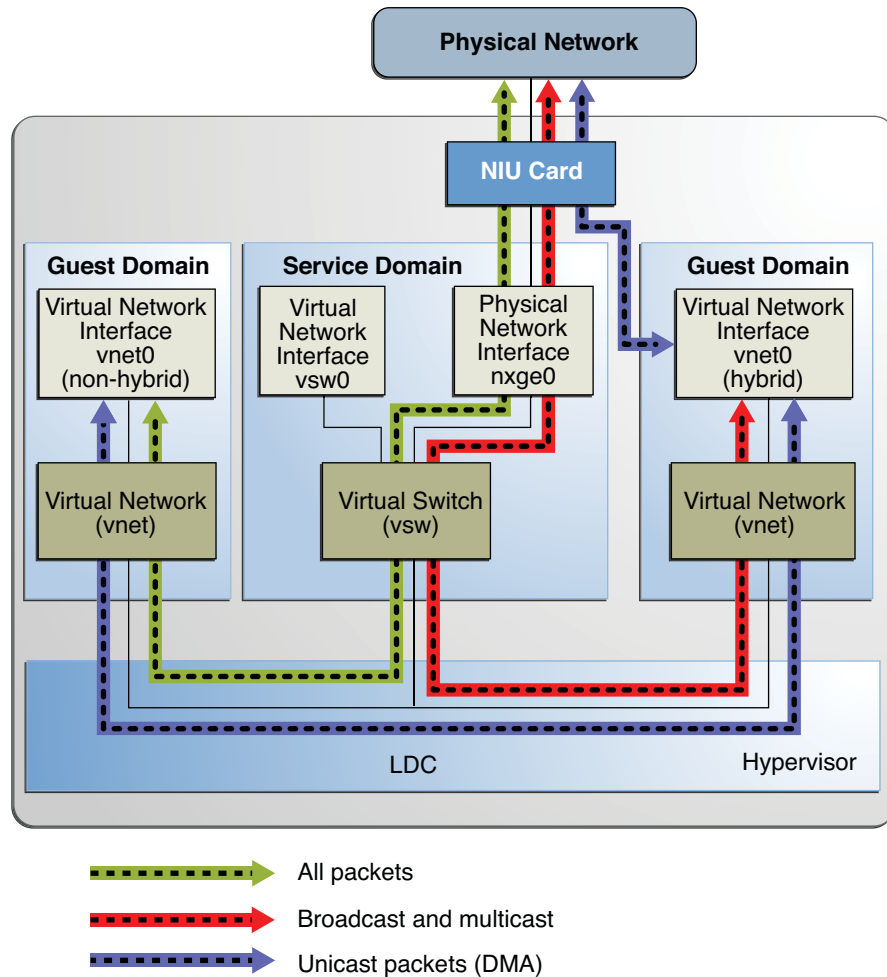 Physical Network
NIU Card
Guest Domain
Virtual Network
Interface
vnet0
(non-hybrid)
Virtual Network
(vnet)
Service Domain
Virtual
Network
Interface
vsw0
Physical
Network
Interface
nxge0
Virtual Switch
(vsw)
Guest Domain
Virtual Network
Interface
vnet0
(hybrid)
Virtual Network
(vnet)
LDC
Hypervisor
All packets
Broadcast and multicast
Unicast packets (DMA)